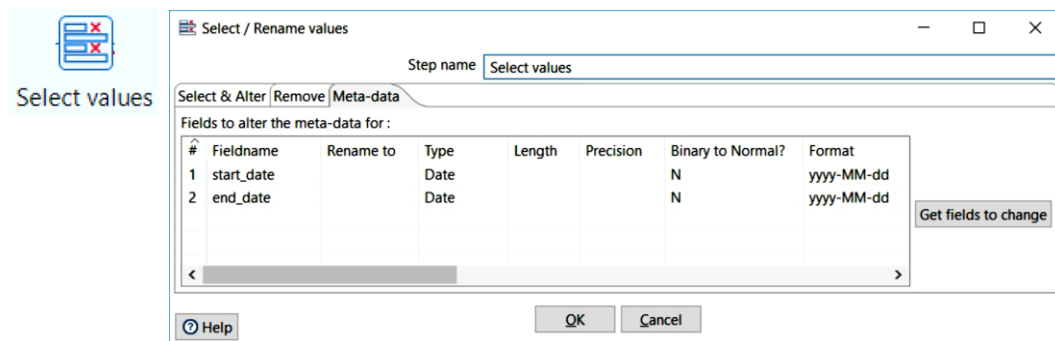 Select values
Select / Rename values
Step name Select values
Select & Alter Remove Meta-data
Fields to alter the meta-data for :
# Fieldname Rename to Type Length Precision Binary to Normal? Format
1 start_date Date N yyyy-MM-dd
2 end_date Date N yyyy-MM-dd
Get fields to change
OK Cancel
Help